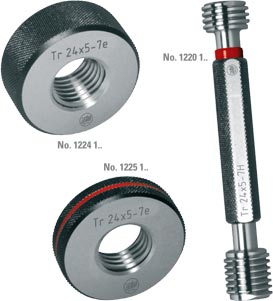 Tr 24x5-7e
No. 1220 1..
No. 1224 1..
No. 1225 1..
Tr 24x5-7e
Tr 24x5-7H